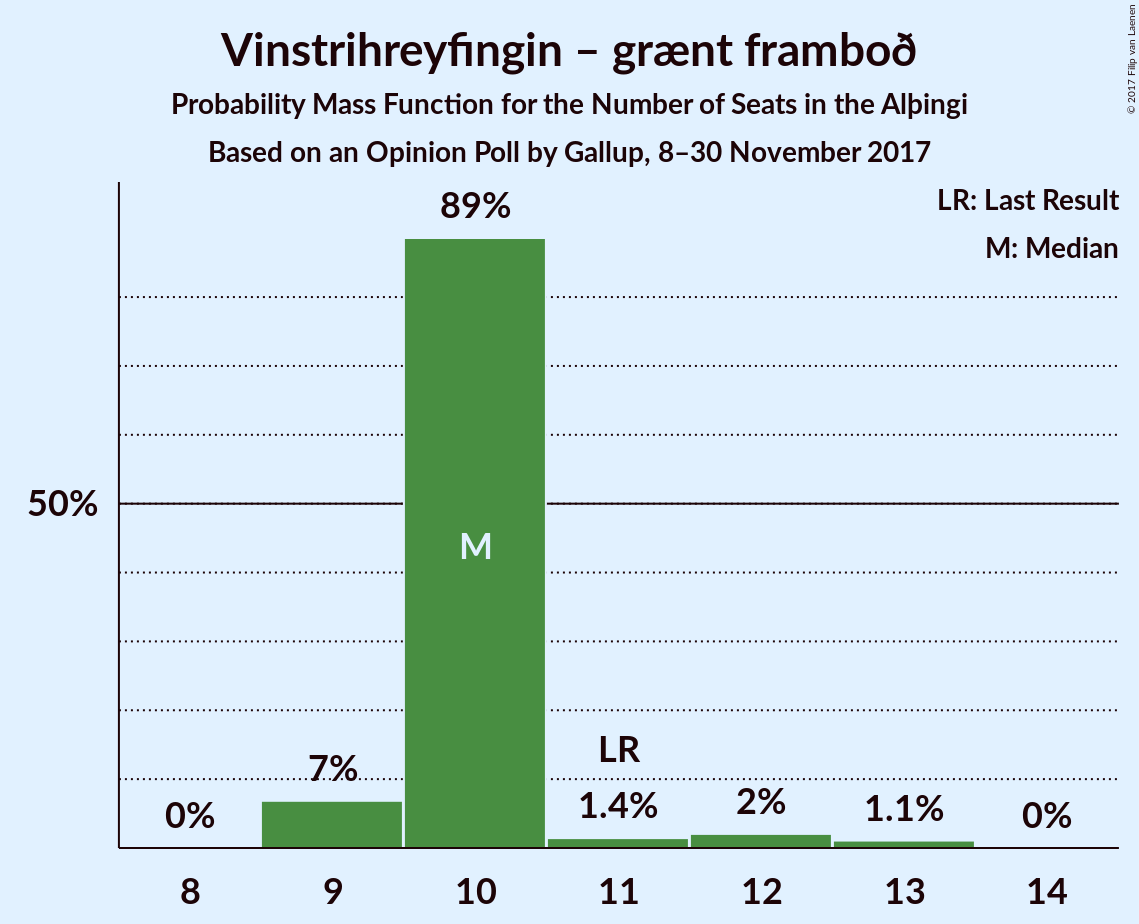 Vinstrihreyfingin – grænt framboð
Probability Mass Function for the Number of Seats in the Alþingi
Based on an Opinion Poll by Gallup, 8–30 November 2017
© 2017 Filip van Laenen
LR: Last Result
M: Median
89%
50%
M
LR
7%
0%
1.4%
2%
1.1%
0%
8 9 10 11 12 13 14